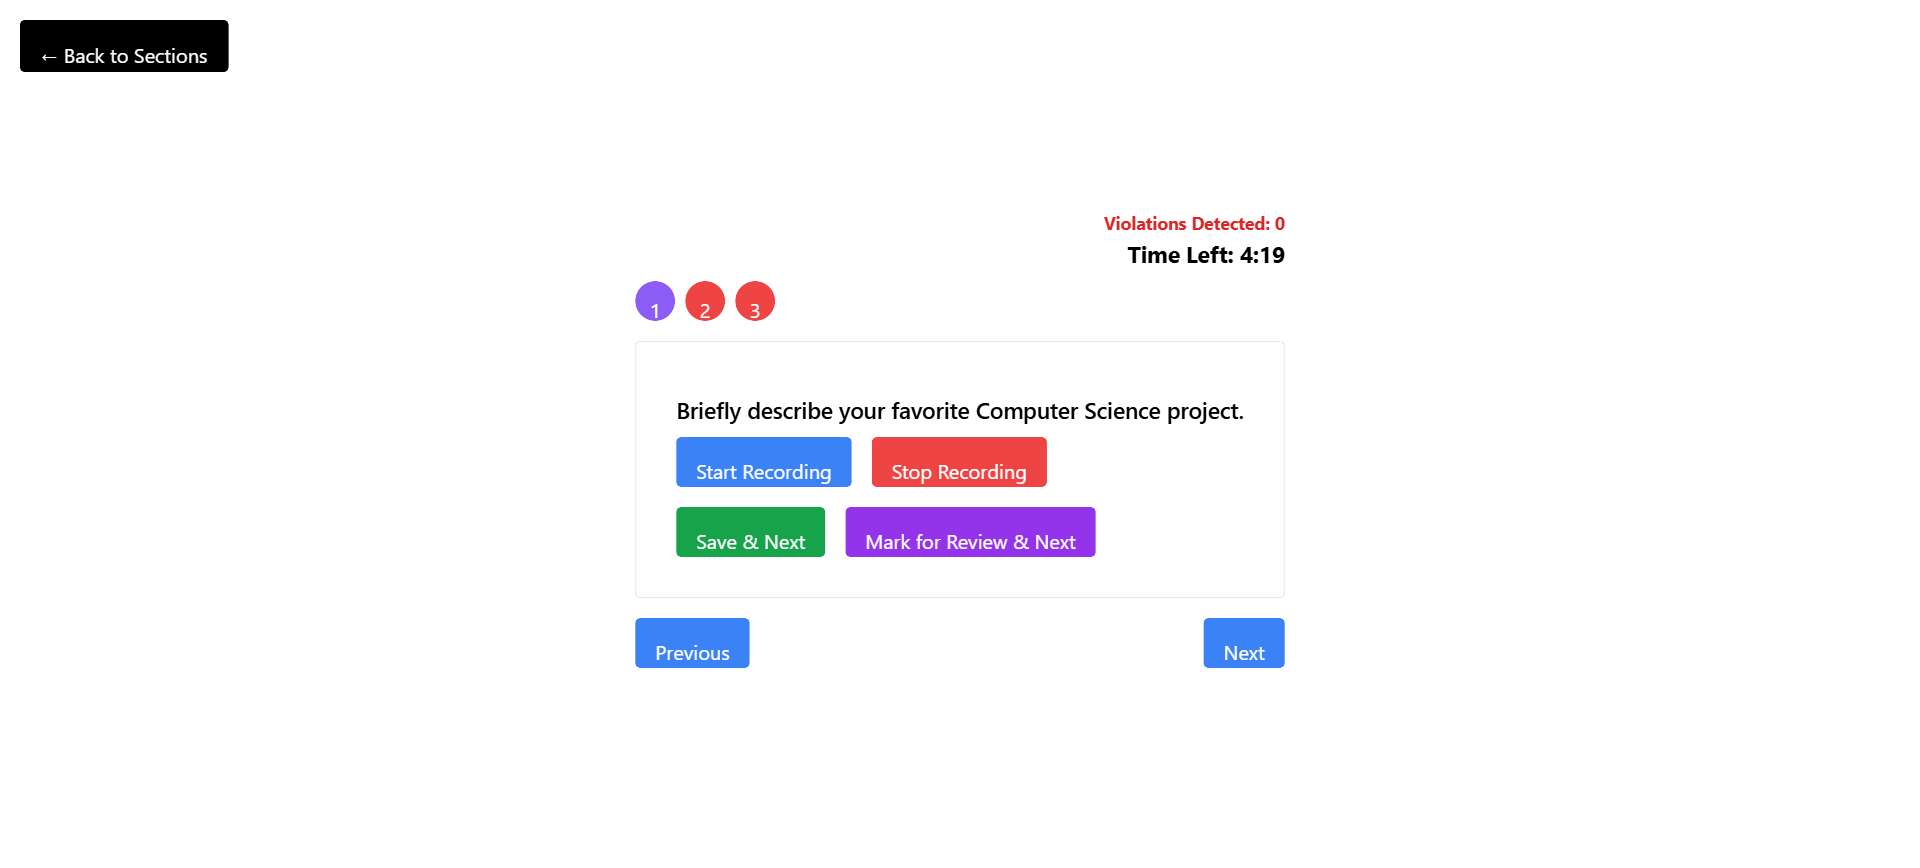 ← Back to Sections
Violations Detected: 0
Time Left: 4:19
1 2 3
Briefly describe your favorite Computer Science project.
Start Recording Stop Recording
Save & Next Mark for Review & Next
Previous Next